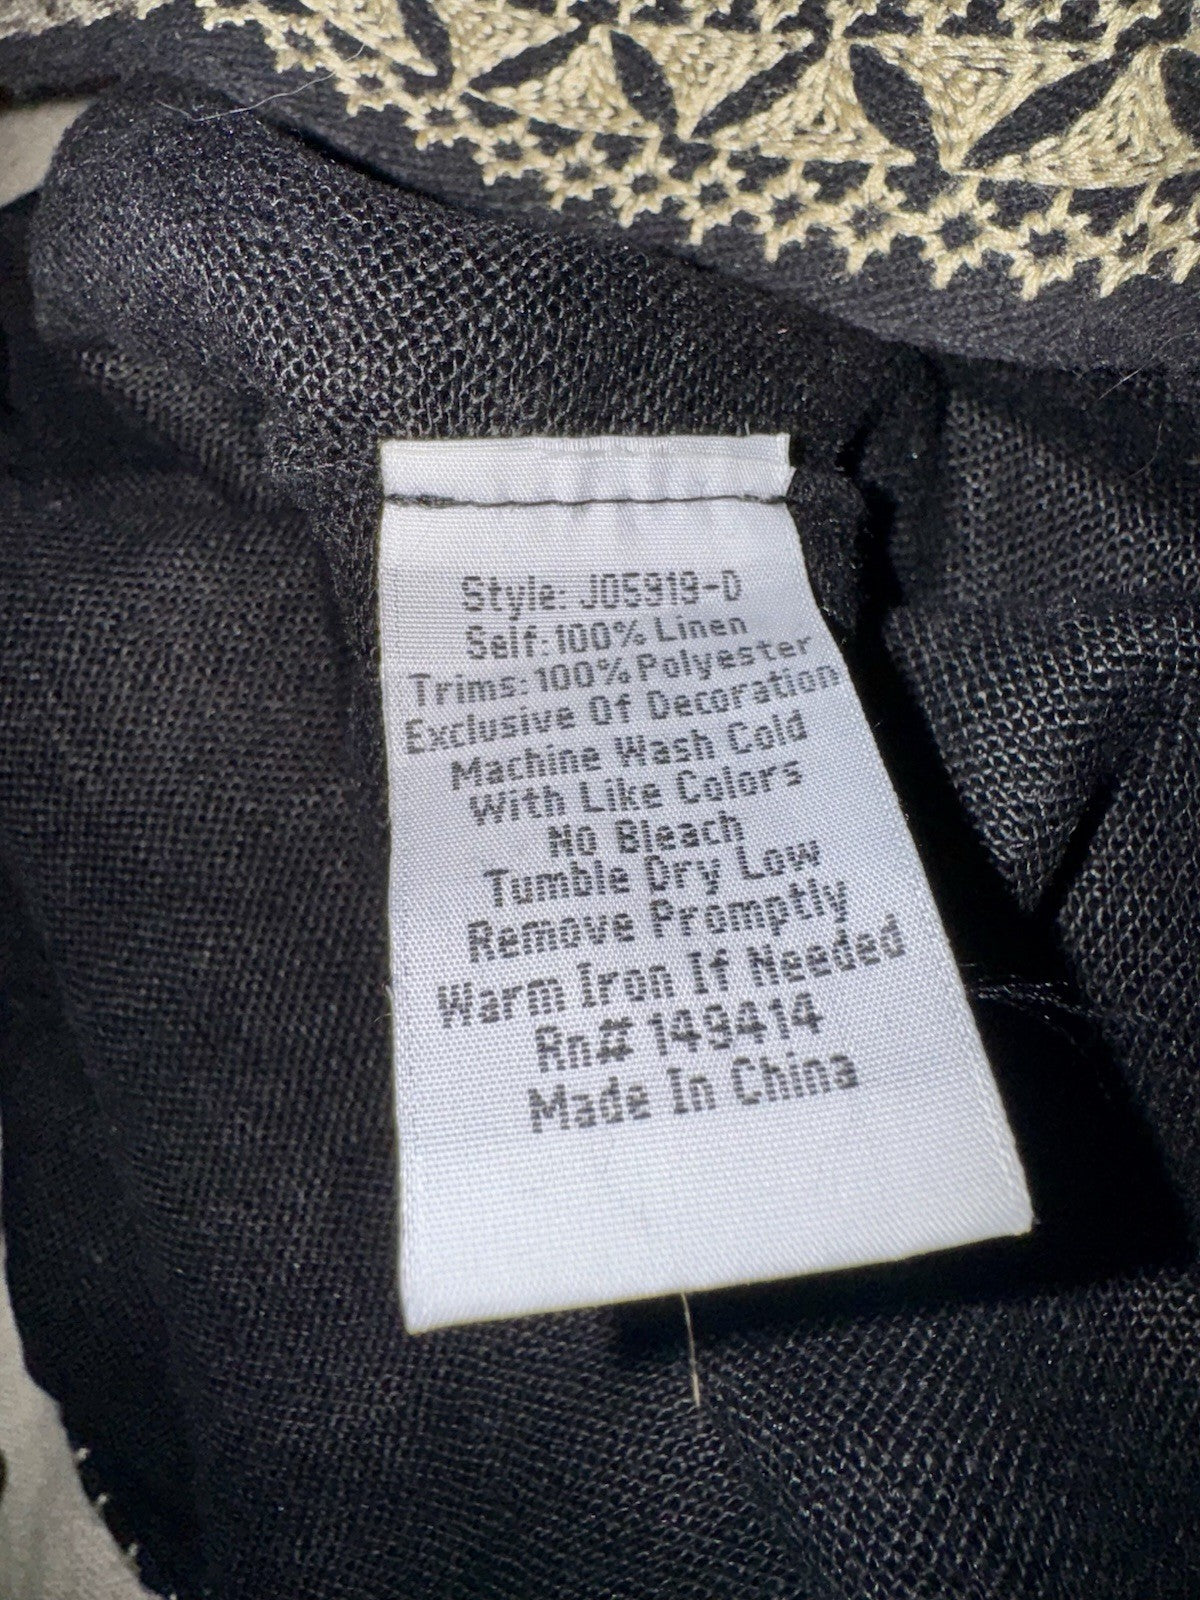 Style: J05919-D
Self:100% Linen
Trims:100% Polyester
Exclusive Of Decoration
Machine Wash Cold
With Like Colors
No Bleach
Tumble Dry Low
Remove Promptly
Warm Iron If Needed
Rn# 149414
Made In China